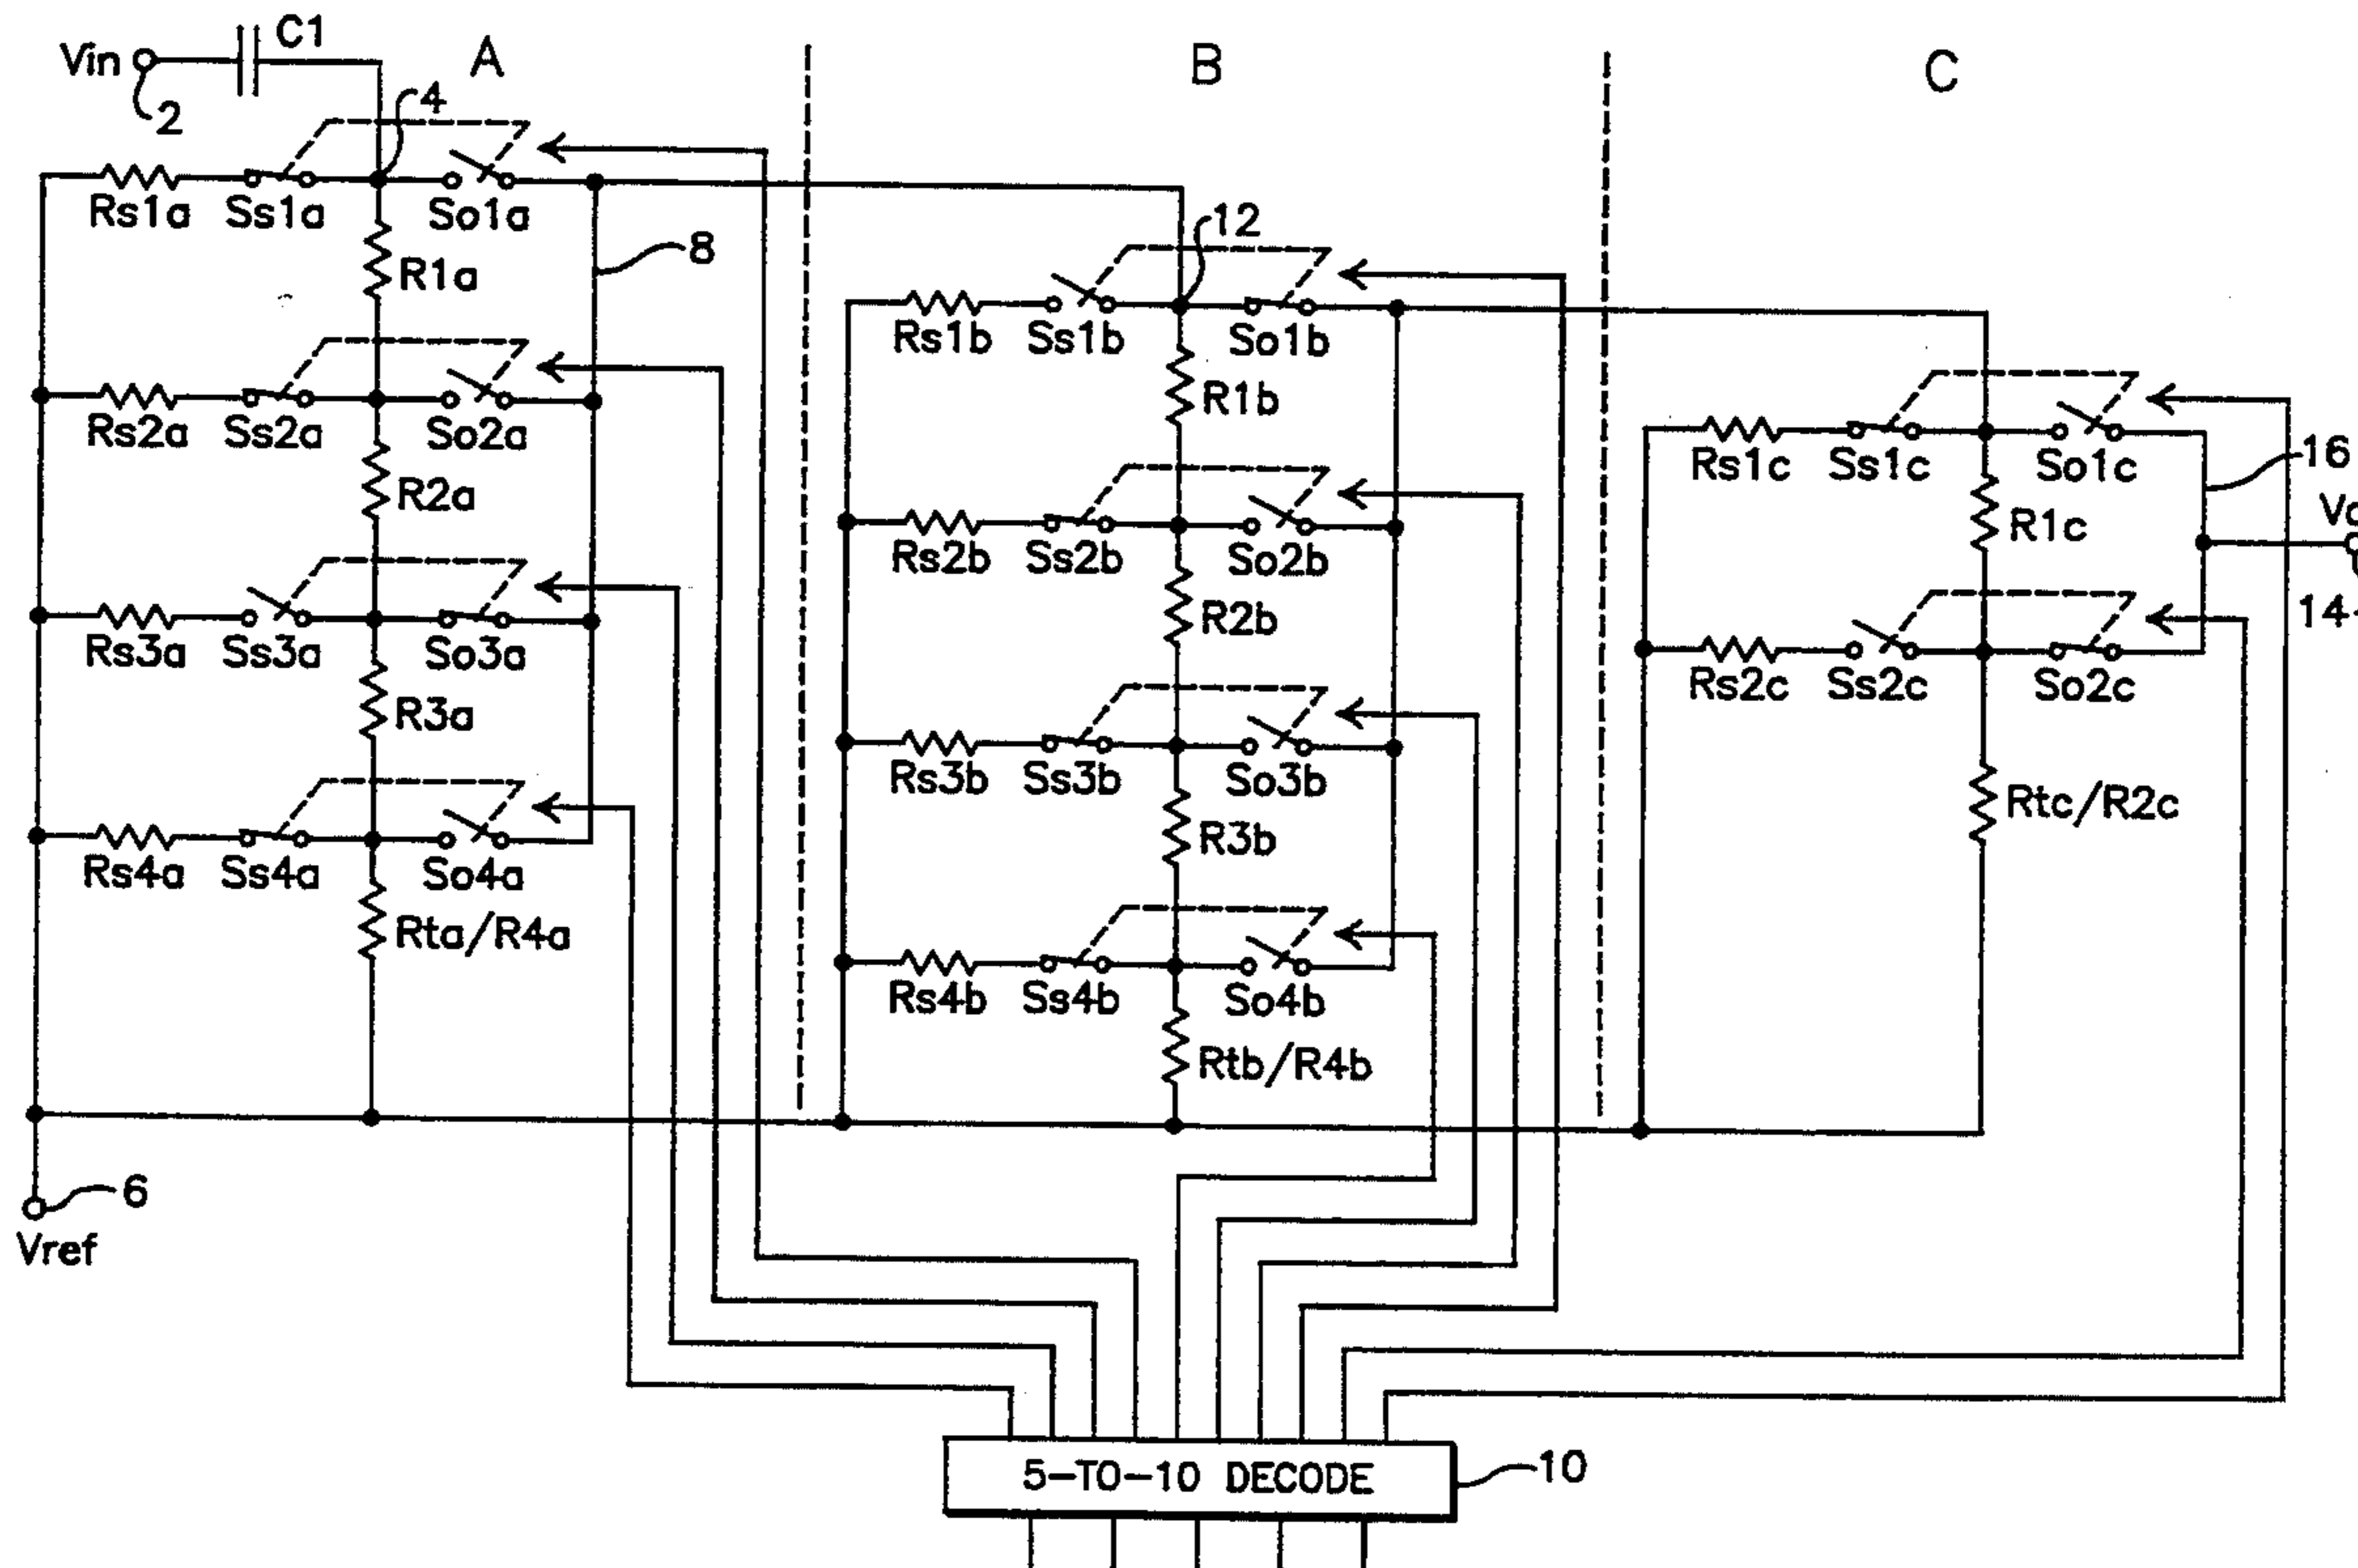 C1
A
B
C
Vin
2
4
Rs1a Ss1a So1a
R1a
8
12
Rs1b Ss1b So1b
R1b
Rs2a Ss2a So2a
R2a
Rs1c Ss1c So1c
16
R1c
Rs2b Ss2b So2b
R2b
14
Rs3a Ss3a So3a
R3a
Rs2c Ss2c So2c
Rs3b Ss3b So3b
R3b
Rtc/R2c
Rs4a Ss4a So4a
Rta/R4a
Rs4b Ss4b So4b
Rtb/R4b
6
Vref
5-TO-10 DECODE
10